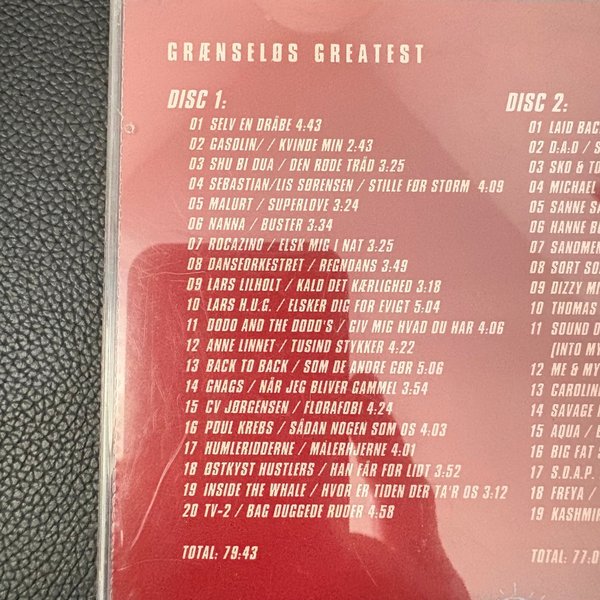 GRÆNSELØS GREATEST
DISC 1:
01 SELV EN DRÅBE 4:43
02 GASOLIN/ / KVINDE MIN 2:43
03 SHU BI DUA / DEN RØDE TRÅD 3:25
04 SEBASTIAN/LIS SØRENSEN / STILLE FØR STORM 4:09
05 MALURT / SUPERLOVE 3:24
06 NANNA / BUSTER 3:34
07 ROCAZINO / ELSK MIG I NAT 3:25
08 DANSEORKESTRET / REGNDANS 3:49
09 LARS LILHOLT / KALD DET KÆRLIGHED 3:18
10 LARS H.U.G. / ELSKER DIG FOR EVIGT 5:04
11 DODO AND THE DODO'S / GIV MIG HVAD DU HAR 4:06
12 ANNE LINNET / TUSIND STYKKER 4:22
13 BACK TO BACK / SOM DE ANDRE GØR 5:06
14 GNAGS / NÅR JEG BLIVER GAMMEL 3:54
15 CV JØRGENSEN / FLORAFOBI 4:24
16 POUL KREBS / SÅDAN NOGEN SOM OS 4:03
17 HUMLERIDDERNE / MALERHJERNE 4:01
18 ØSTKYST HUSTLERS / HAN FÅR FOR LIDT 3:52
19 INSIDE THE WHALE / HVOR ER TIDEN DER TA'R OS 3:12
20 TV-2 / BAG DUGGEDE RUDER 4:58
TOTAL: 79:43
DISC 2:
01 LAID BAC
02 D:A:D / S
03 SKO & TO
04 MICHAEL
05 SANNE SA
06 HANNE BO
07 SANDMEN
08 SORT SO
09 DIZZY MI
10 THOMAS
11 SOUND O
(INTO MY
12 ME & MY
13 CAROLINE
14 SAVAGE
15 AQUA /
16 BIG FAT S
17 S.O.A.P.
18 FREYA /
19 KASHMIR
TOTAL: 77:0